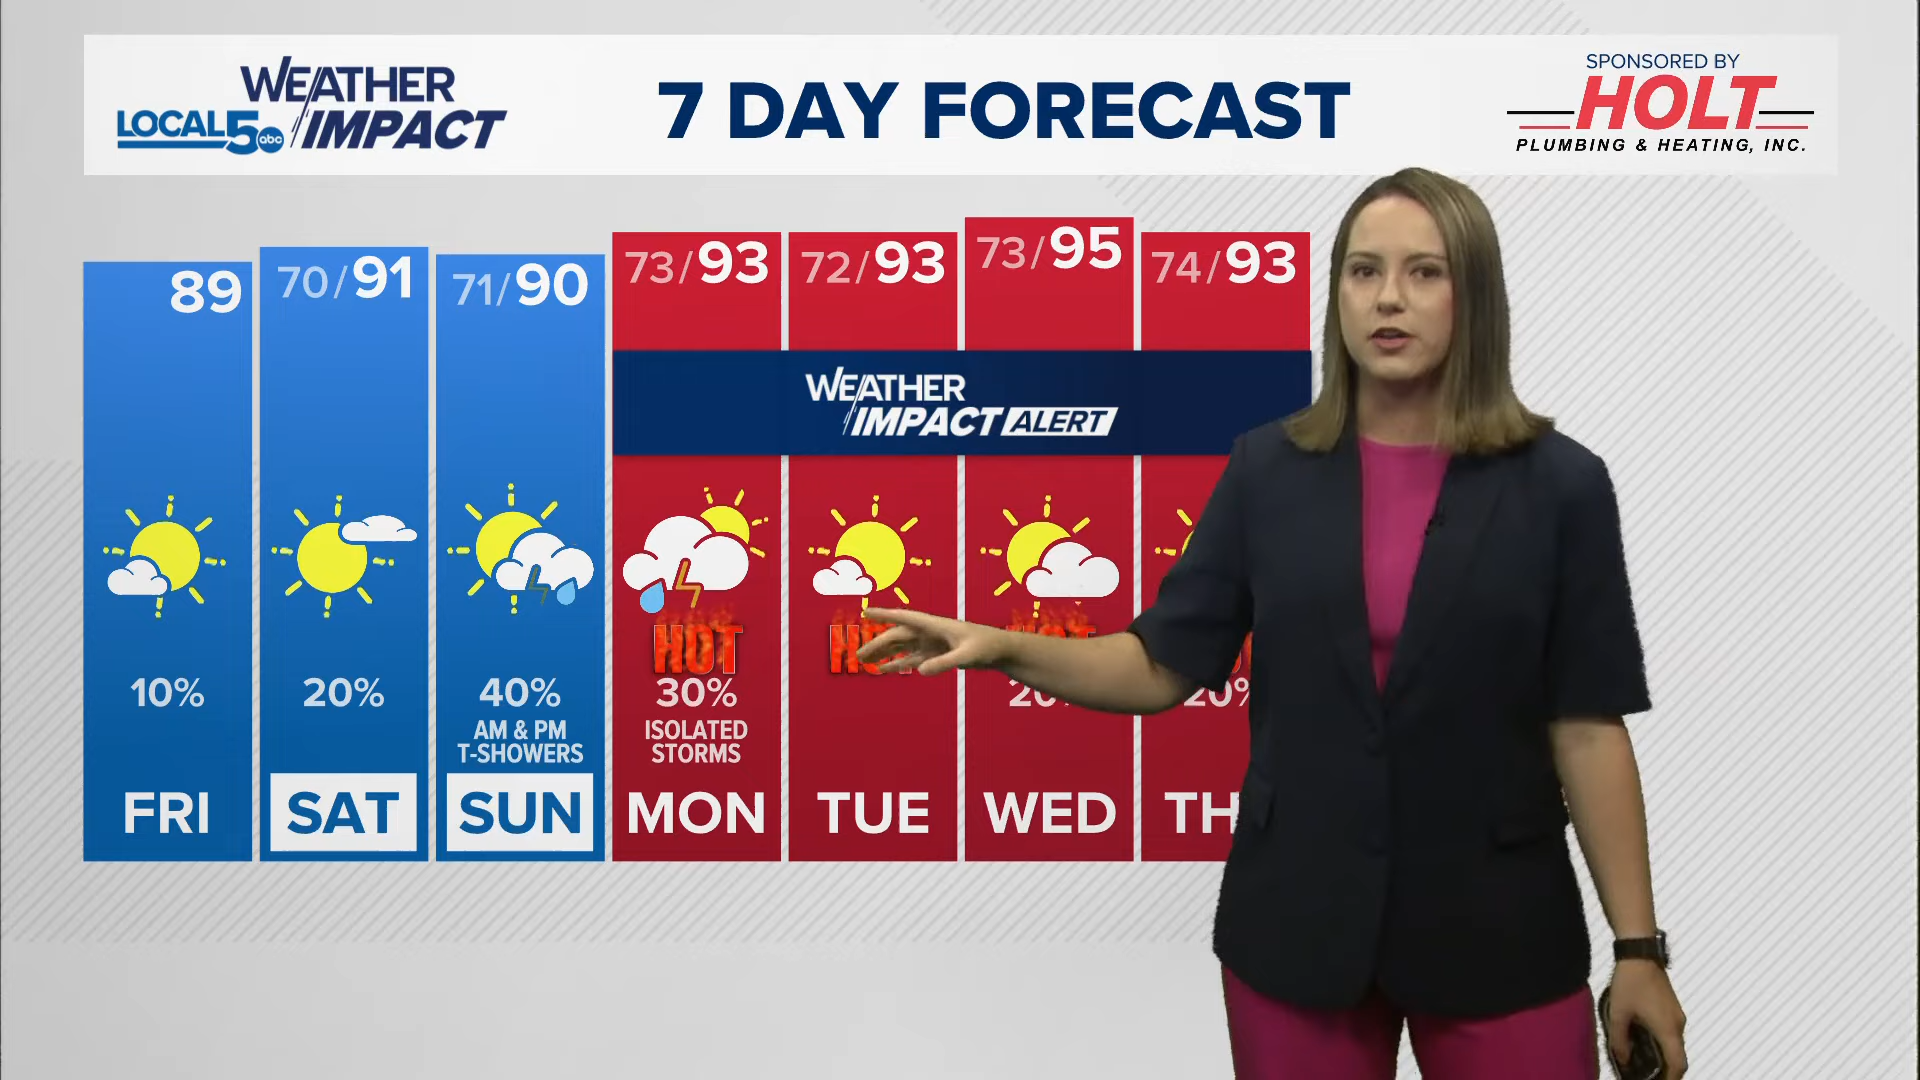 WEATHER
LOCAL 5 abc IMPACT
7 DAY FORECAST
SPONSORED BY
HOLT
PLUMBING & HEATING, INC.
89
70/91
71/90
73/93
72/93
73/95
74/93
WEATHER
IMPACT ALERT
HOT
10%
20%
40%
30%
AM & PM
T-SHOWERS
ISOLATED
STORMS
FRI
SAT
SUN
MON
TUE
WED